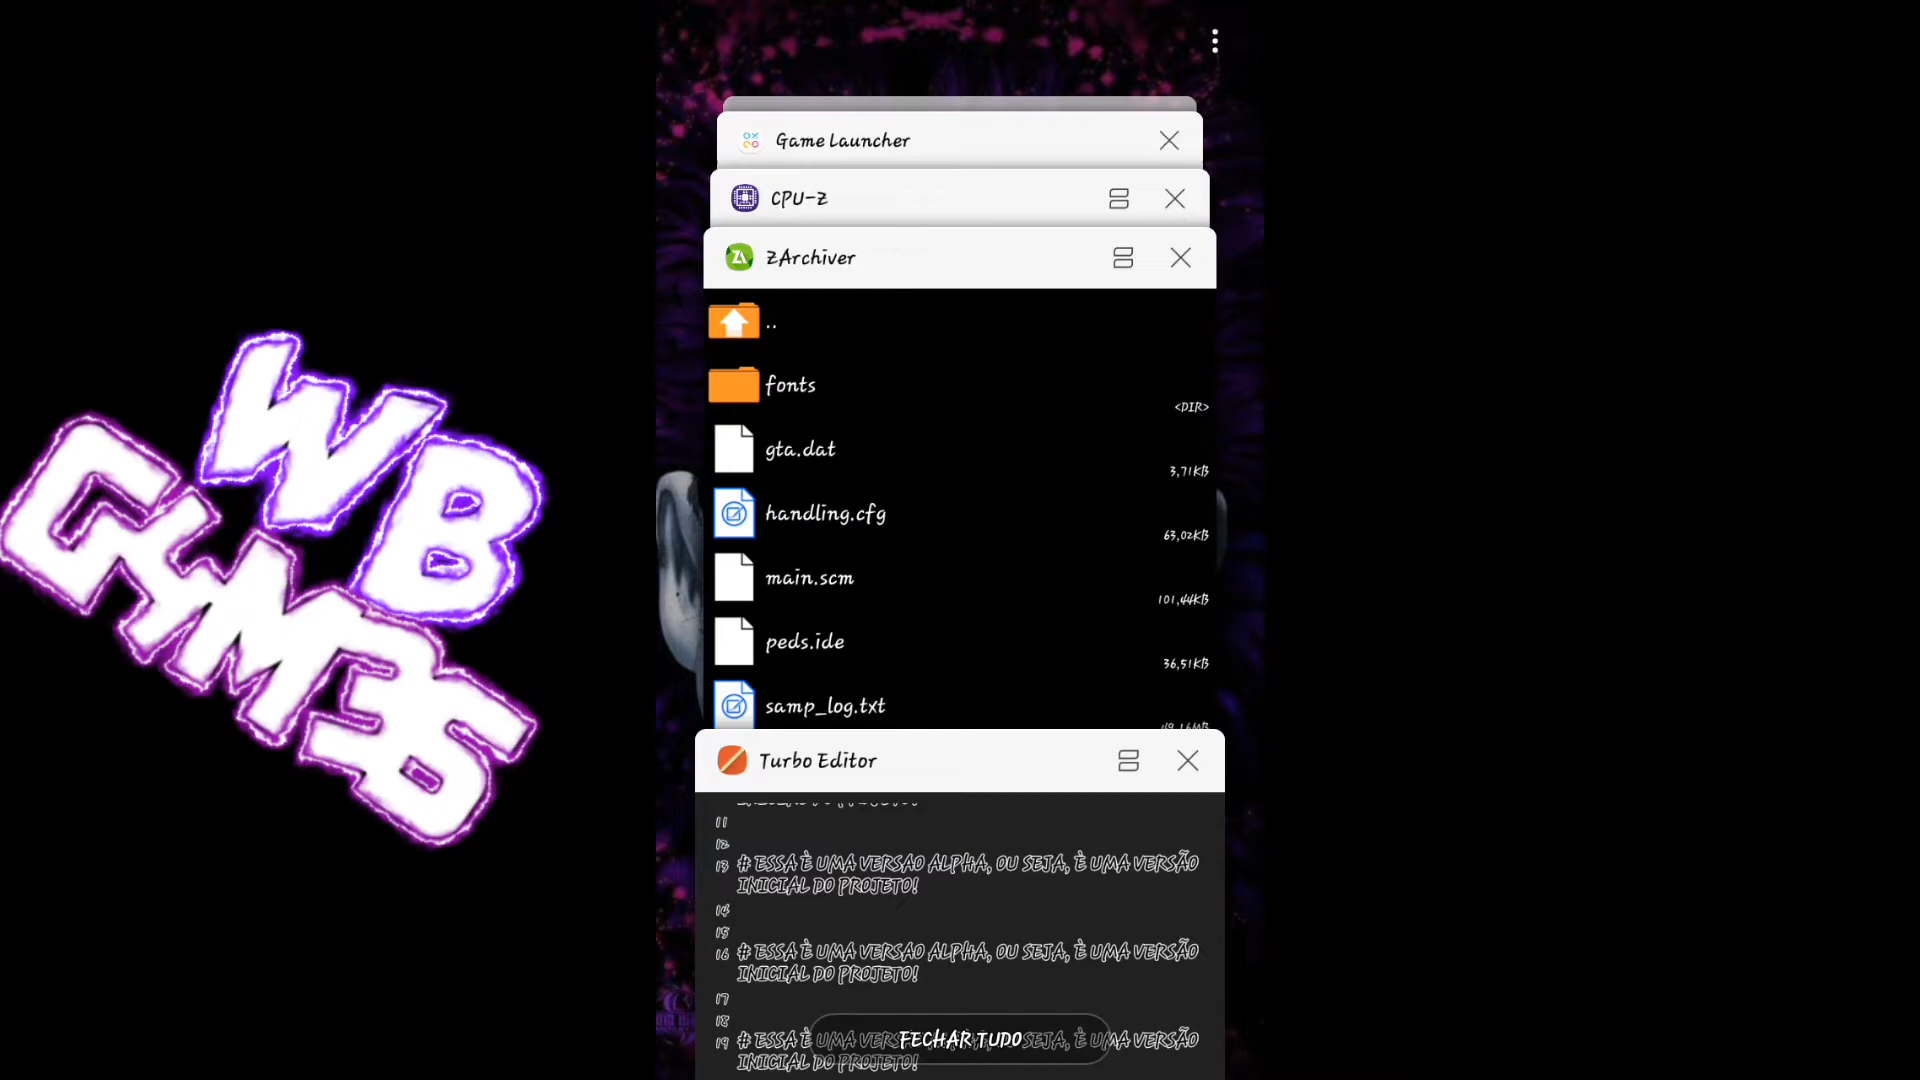 Game Launcher
CPU-Z
ZArchiver
..
fonts
<DIR>
gta.dat
3,71KB
handling.cfg
63,02KB
main.scm
101,44KB
peds.ide
36,51KB
samp_log.txt
WB
GYM36
Turbo Editor
11
12
13 # ESSA È UMA VERSAO ALPHA, OU SEJA, È UMA VERSÃO
INICIAL DO PROJETO!
14
15
16 # ESSA È UMA VERSAO ALPHA, OU SEJA, È UMA VERSÃO
INICIAL DO PROJETO!
17
18
19 # ESSA È UMA VERS
SEJA, È UMA VERSÃO
INICIAL DO PROJETO!
FECHAR TUDO